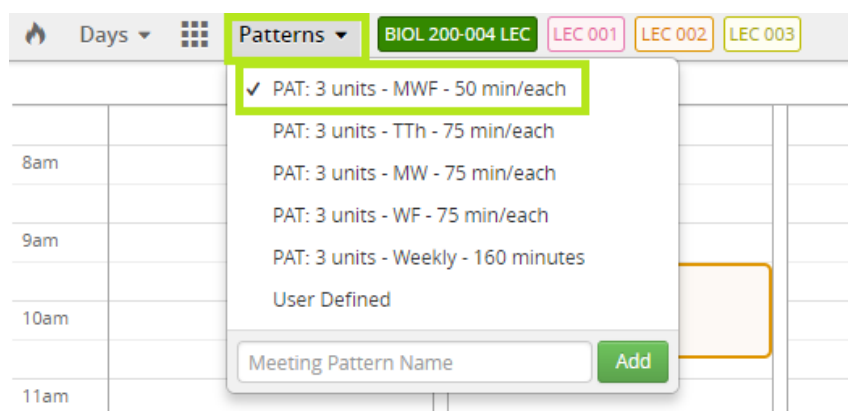 Days Patterns BIOL 200-004 LEC LEC 001 LEC 002 LEC 003
PAT: 3 units - MWF - 50 min/each
PAT: 3 units - TTh - 75 min/each
8am
PAT: 3 units - MW - 75 min/each
PAT: 3 units - WF - 75 min/each
9am
PAT: 3 units - Weekly - 160 minutes
User Defined
10am
Meeting Pattern Name Add
11am